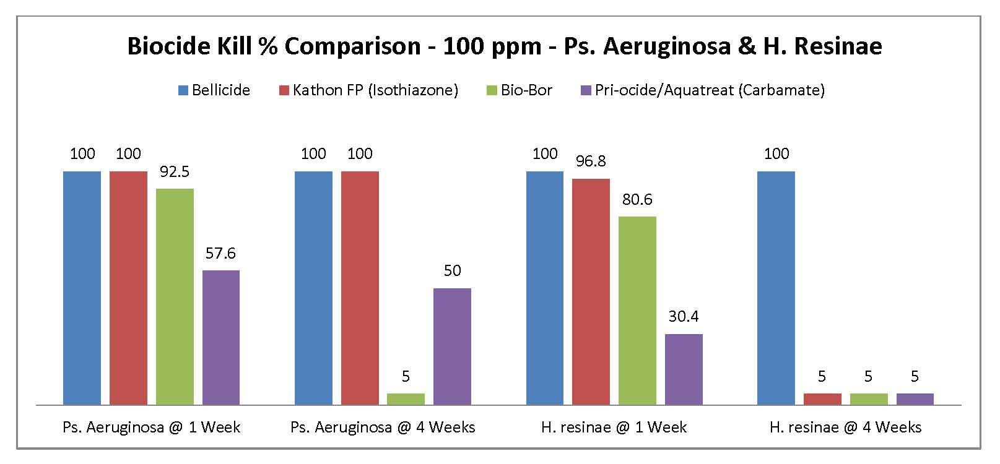 Biocide Kill % Comparison - 100 ppm - Ps. Aeruginosa & H. Resinae
Bellicide Kathon FP (Isothiazone) Bio-Bor Pri-ocide/Aquatreat (Carbamate)
100 100 92.5 57.6
100 100 5 50
100 96.8 80.6 30.4
100 5 5 5
Ps. Aeruginosa @ 1 Week Ps. Aeruginosa @ 4 Weeks H. resinae @ 1 Week H. resinae @ 4 Weeks